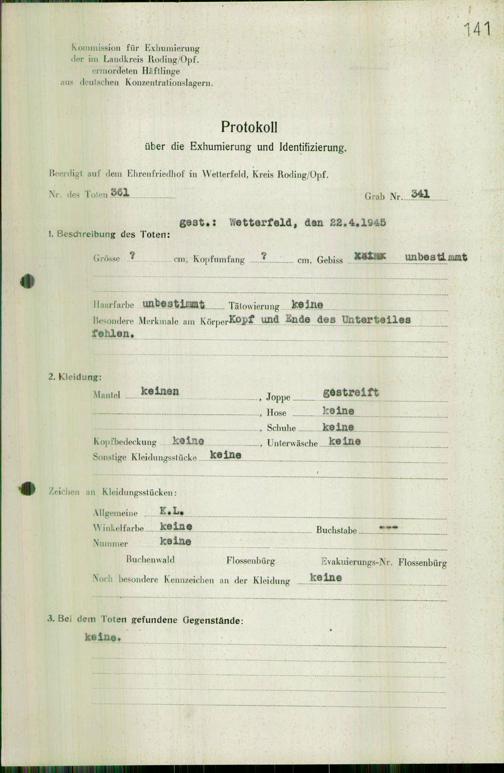 141
Kommission für Exhumierung
der im Landkreis Roding/Opf.
ermordeten Häftlinge
aus deutschen Konzentrationslagern.
Protokoll
über die Exhumierung und Identifizierung.
Beerdigt auf dem Ehrenfriedhof in Wetterfeld, Kreis Roding/Opf.
Nr. des Toten 361 Grab Nr. 341
gest.: Wetterfeld, den 22.4.1945
1. Beschreibung des Toten:
Grösse ? cm, Kopfumfang ? cm, Gebiss unbestimmt
Haarfarbe unbestimmt Tätowierung keine
Besondere Merkmale am Körper Kopf und Ende des Unterteiles
fehlen.
2. Kleidung:
Mantel keinen , Joppe gestreift
, Hose keine
, Schuhe keine
Kopfbedeckung keine , Unterwäsche keine
Sonstige Kleidungsstücke keine
Zeichen an Kleidungsstücken:
Allgemeine K.L.
Winkelfarbe keine Buchstabe ---
Nummer keine
Buchenwald Flossenbürg Evakuierungs-Nr. Flossenbürg
Noch besondere Kennzeichen an der Kleidung keine
3. Bei dem Toten gefundene Gegenstände:
keine.